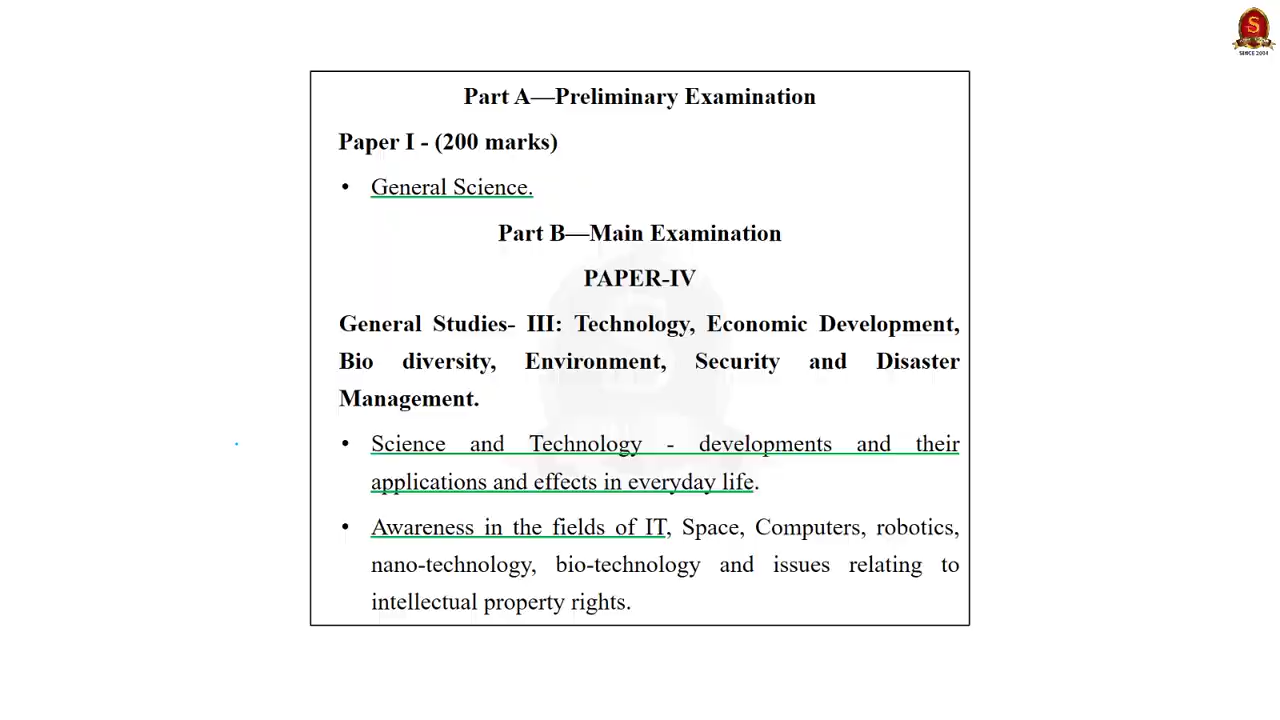 S
SINCE 2004
Part A—Preliminary Examination
Paper I - (200 marks)
• General Science.
Part B—Main Examination
PAPER-IV
General Studies- III: Technology, Economic Development,
Bio diversity, Environment, Security and Disaster
Management.
• Science and Technology - developments and their
applications and effects in everyday life.
• Awareness in the fields of IT, Space, Computers, robotics,
nano-technology, bio-technology and issues relating to
intellectual property rights.